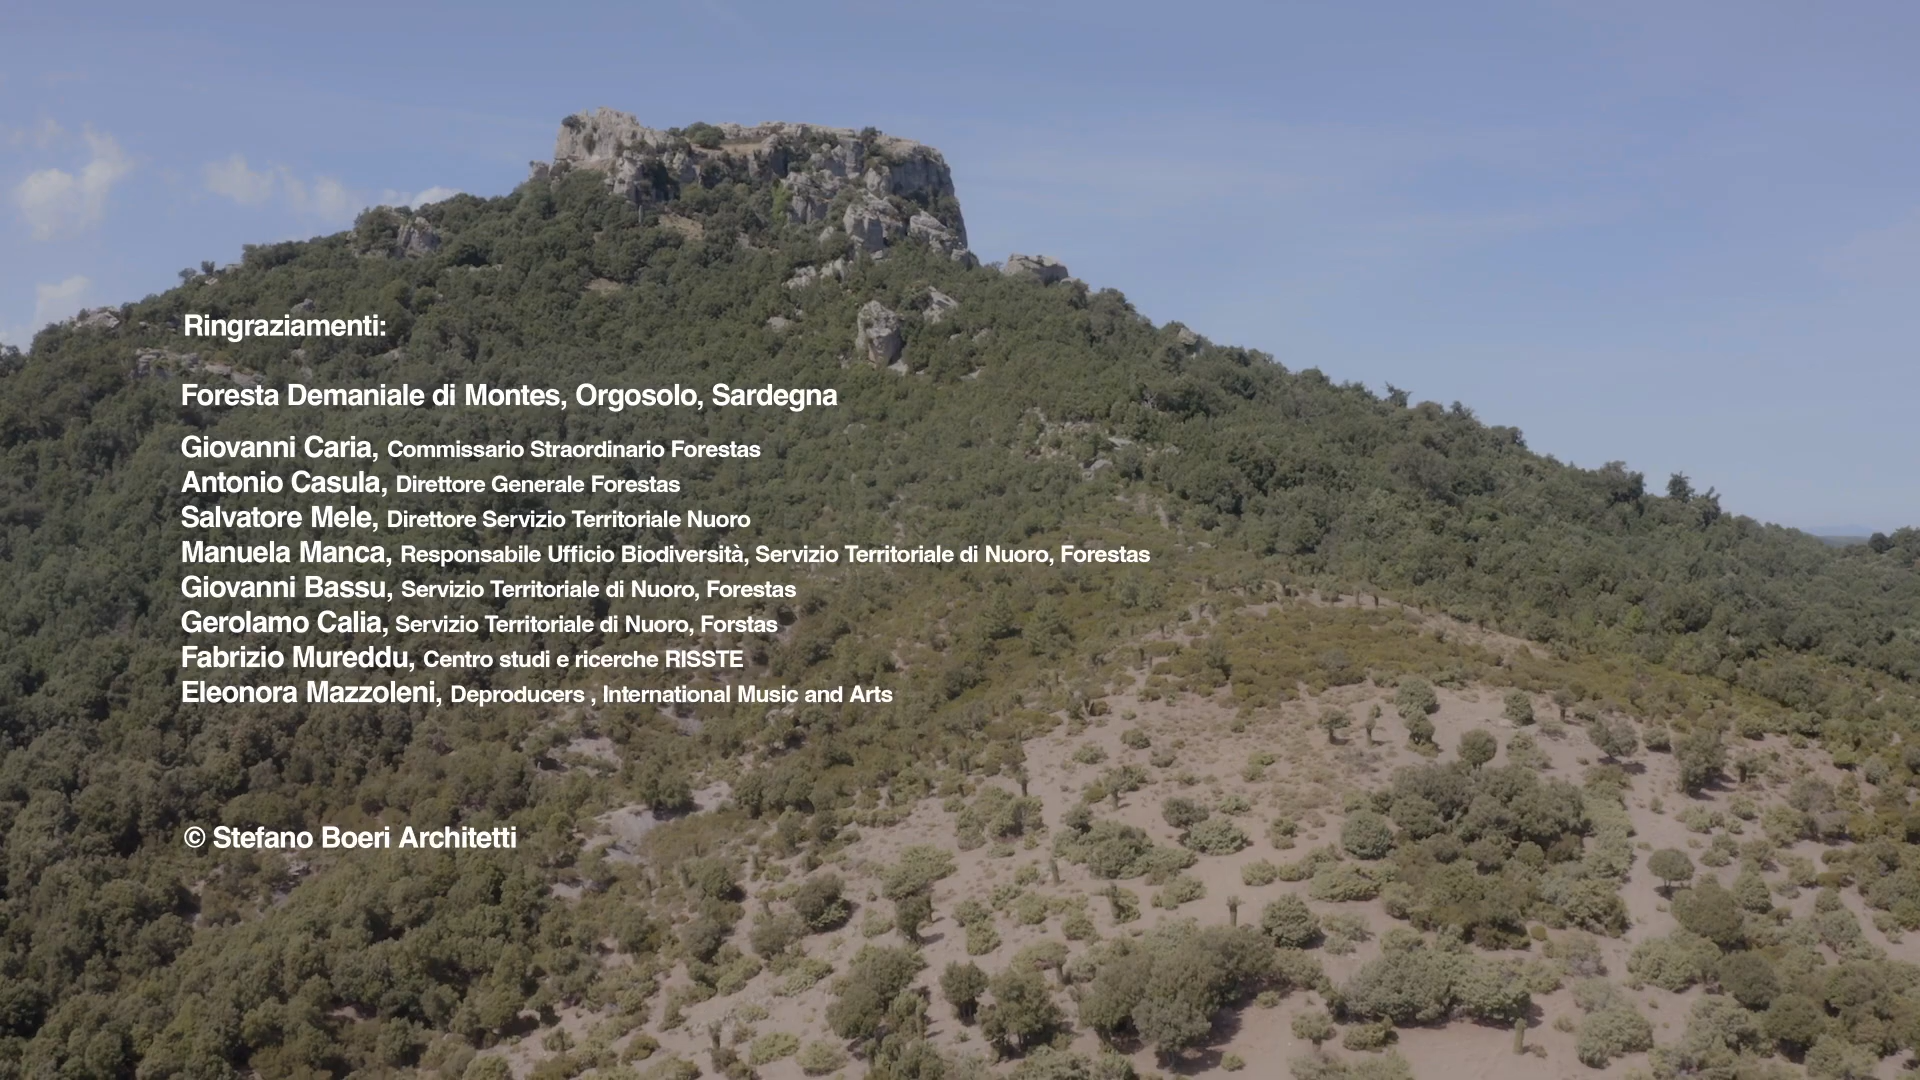 Ringraziamenti:
Foresta Demaniale di Montes, Orgosolo, Sardegna
Giovanni Caria, Commissario Straordinario Forestas
Antonio Casula, Direttore Generale Forestas
Salvatore Mele, Direttore Servizio Territoriale Nuoro
Manuela Manca, Responsabile Ufficio Biodiversità, Servizio Territoriale di Nuoro, Forestas
Giovanni Bassu, Servizio Territoriale di Nuoro, Forestas
Gerolamo Calia, Servizio Territoriale di Nuoro, Forstas
Fabrizio Mureddu, Centro studi e ricerche RISSTE
Eleonora Mazzoleni, Deproducers , International Music and Arts
© Stefano Boeri Architetti